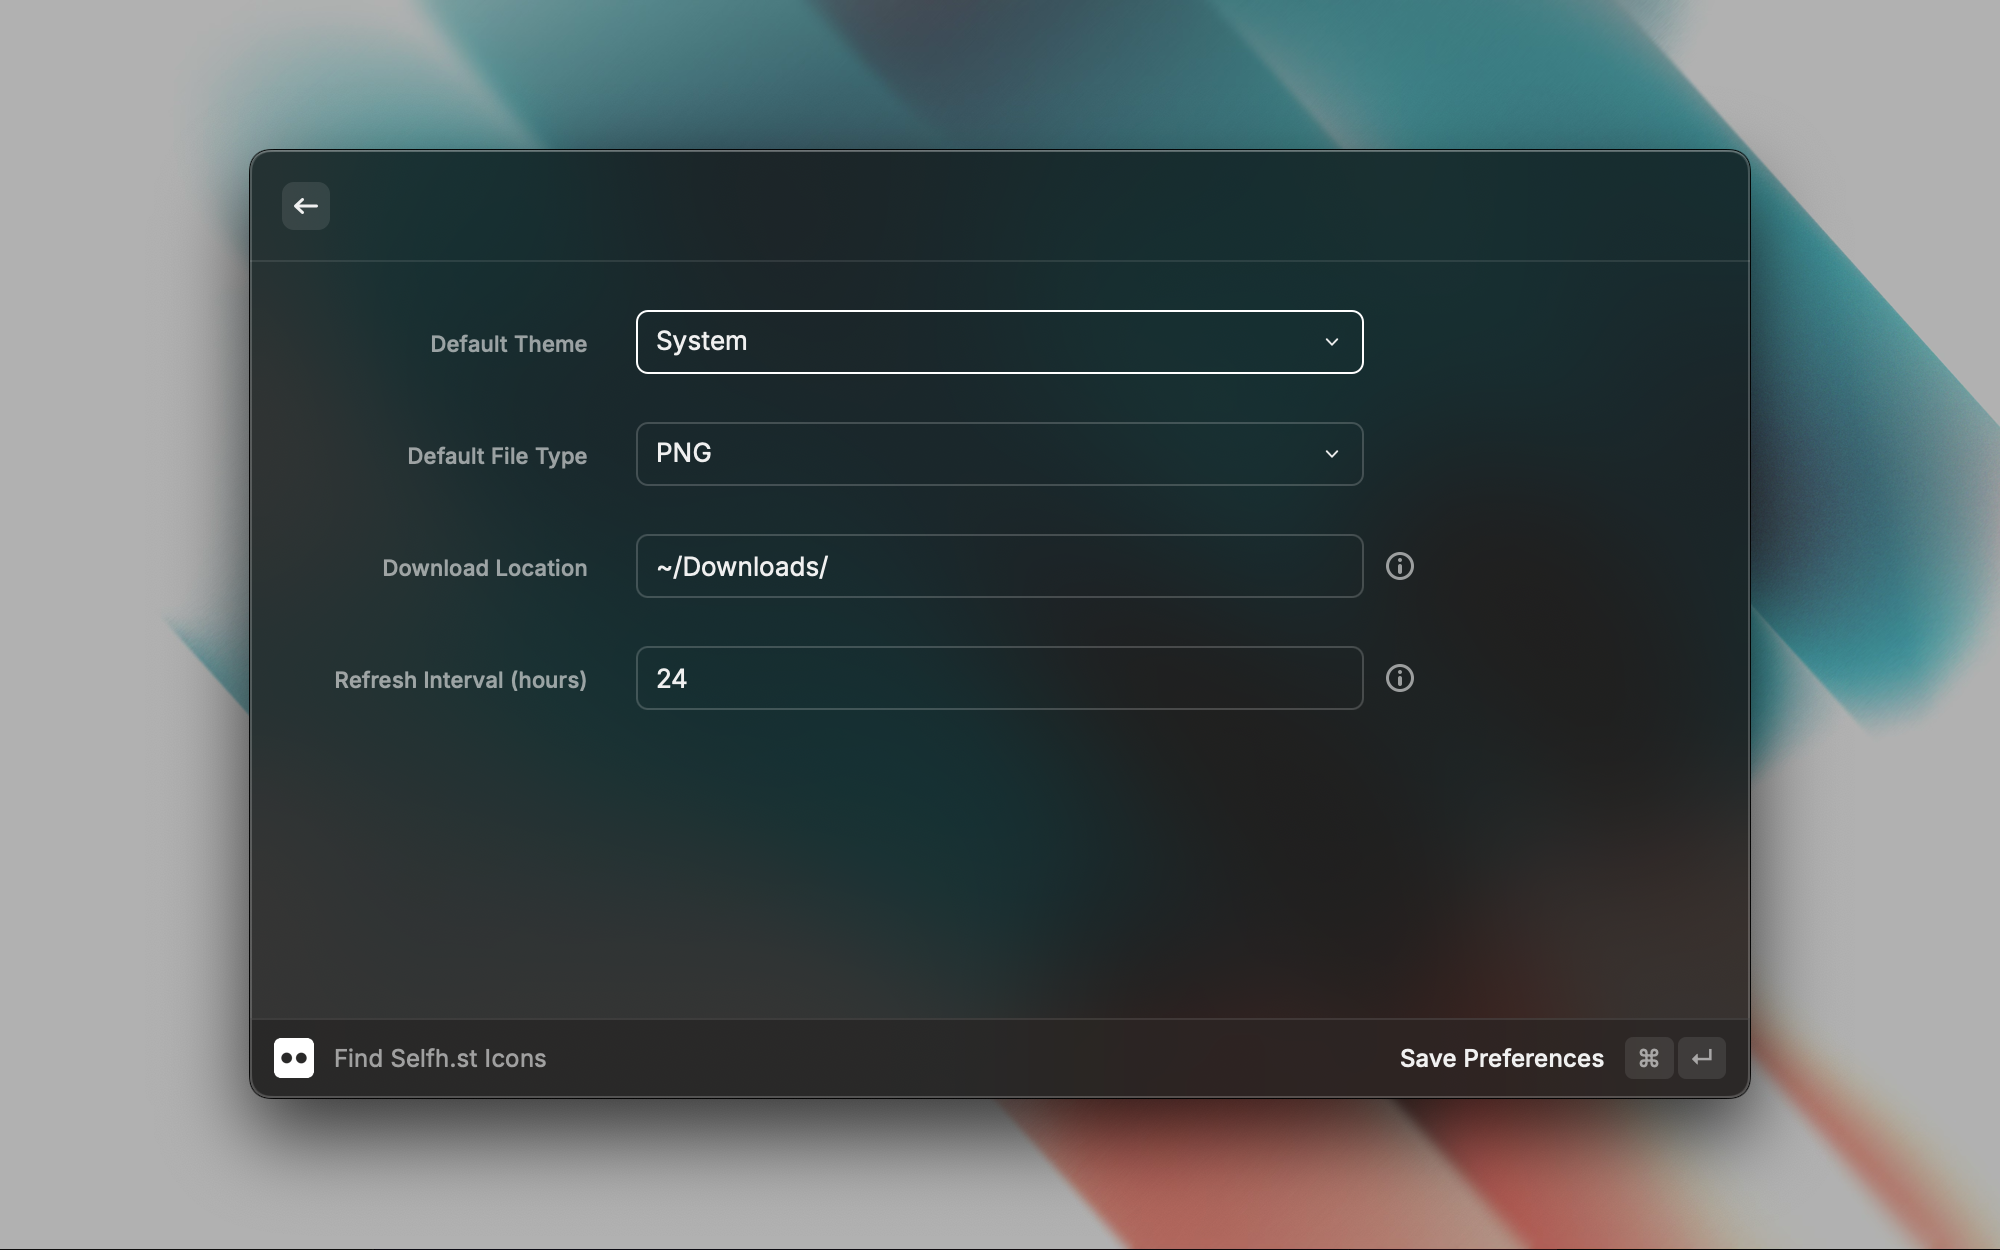 Default Theme
System
Default File Type
PNG
Download Location
~/Downloads/
Refresh Interval (hours)
24
Find Selfh.st Icons
Save Preferences ⌘ ↵